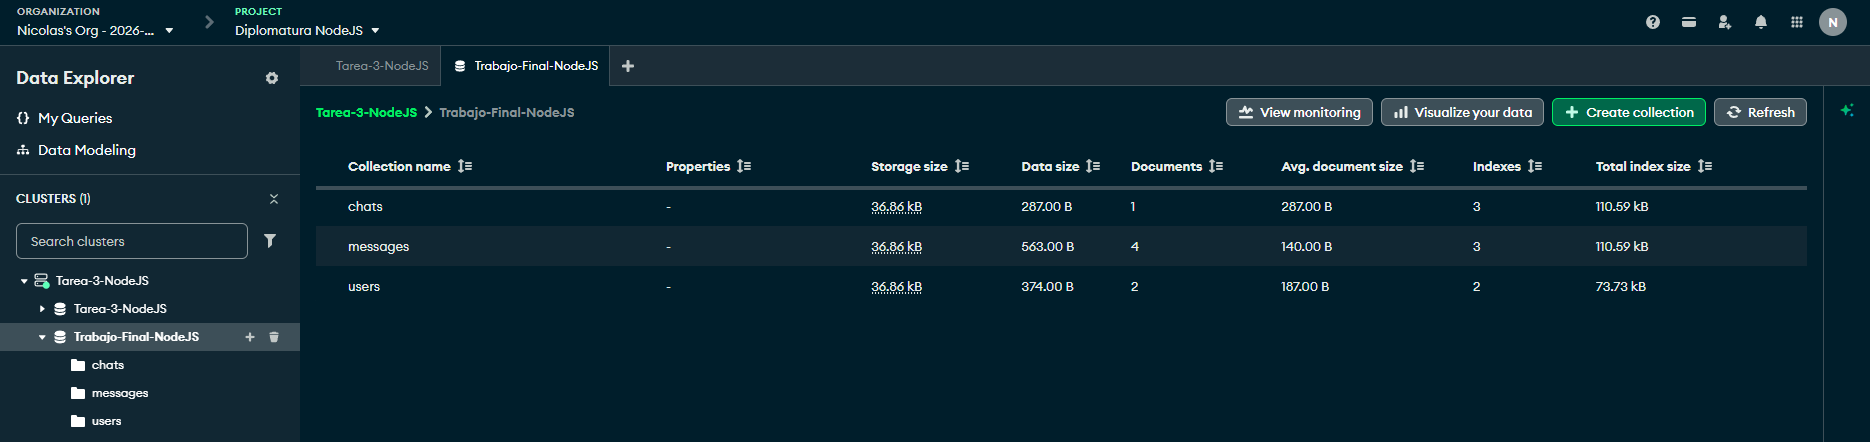 ORGANIZATION
Nicolas's Org - 2026-...
PROJECT
Diplomatura NodeJS
N
Data Explorer
My Queries
Data Modeling
CLUSTERS (1)
Search clusters
Tarea-3-NodeJS
Tarea-3-NodeJS
Trabajo-Final-NodeJS
chats
messages
users
Tarea-3-NodeJS
Trabajo-Final-NodeJS
Tarea-3-NodeJS > Trabajo-Final-NodeJS
View monitoring
Visualize your data
Create collection
Refresh
Collection name Properties Storage size Data size Documents Avg. document size Indexes Total index size
chats - 36.86 kB 287.00 B 1 287.00 B 3 110.59 kB
messages - 36.86 kB 563.00 B 4 140.00 B 3 110.59 kB
users - 36.86 kB 374.00 B 2 187.00 B 2 73.73 kB